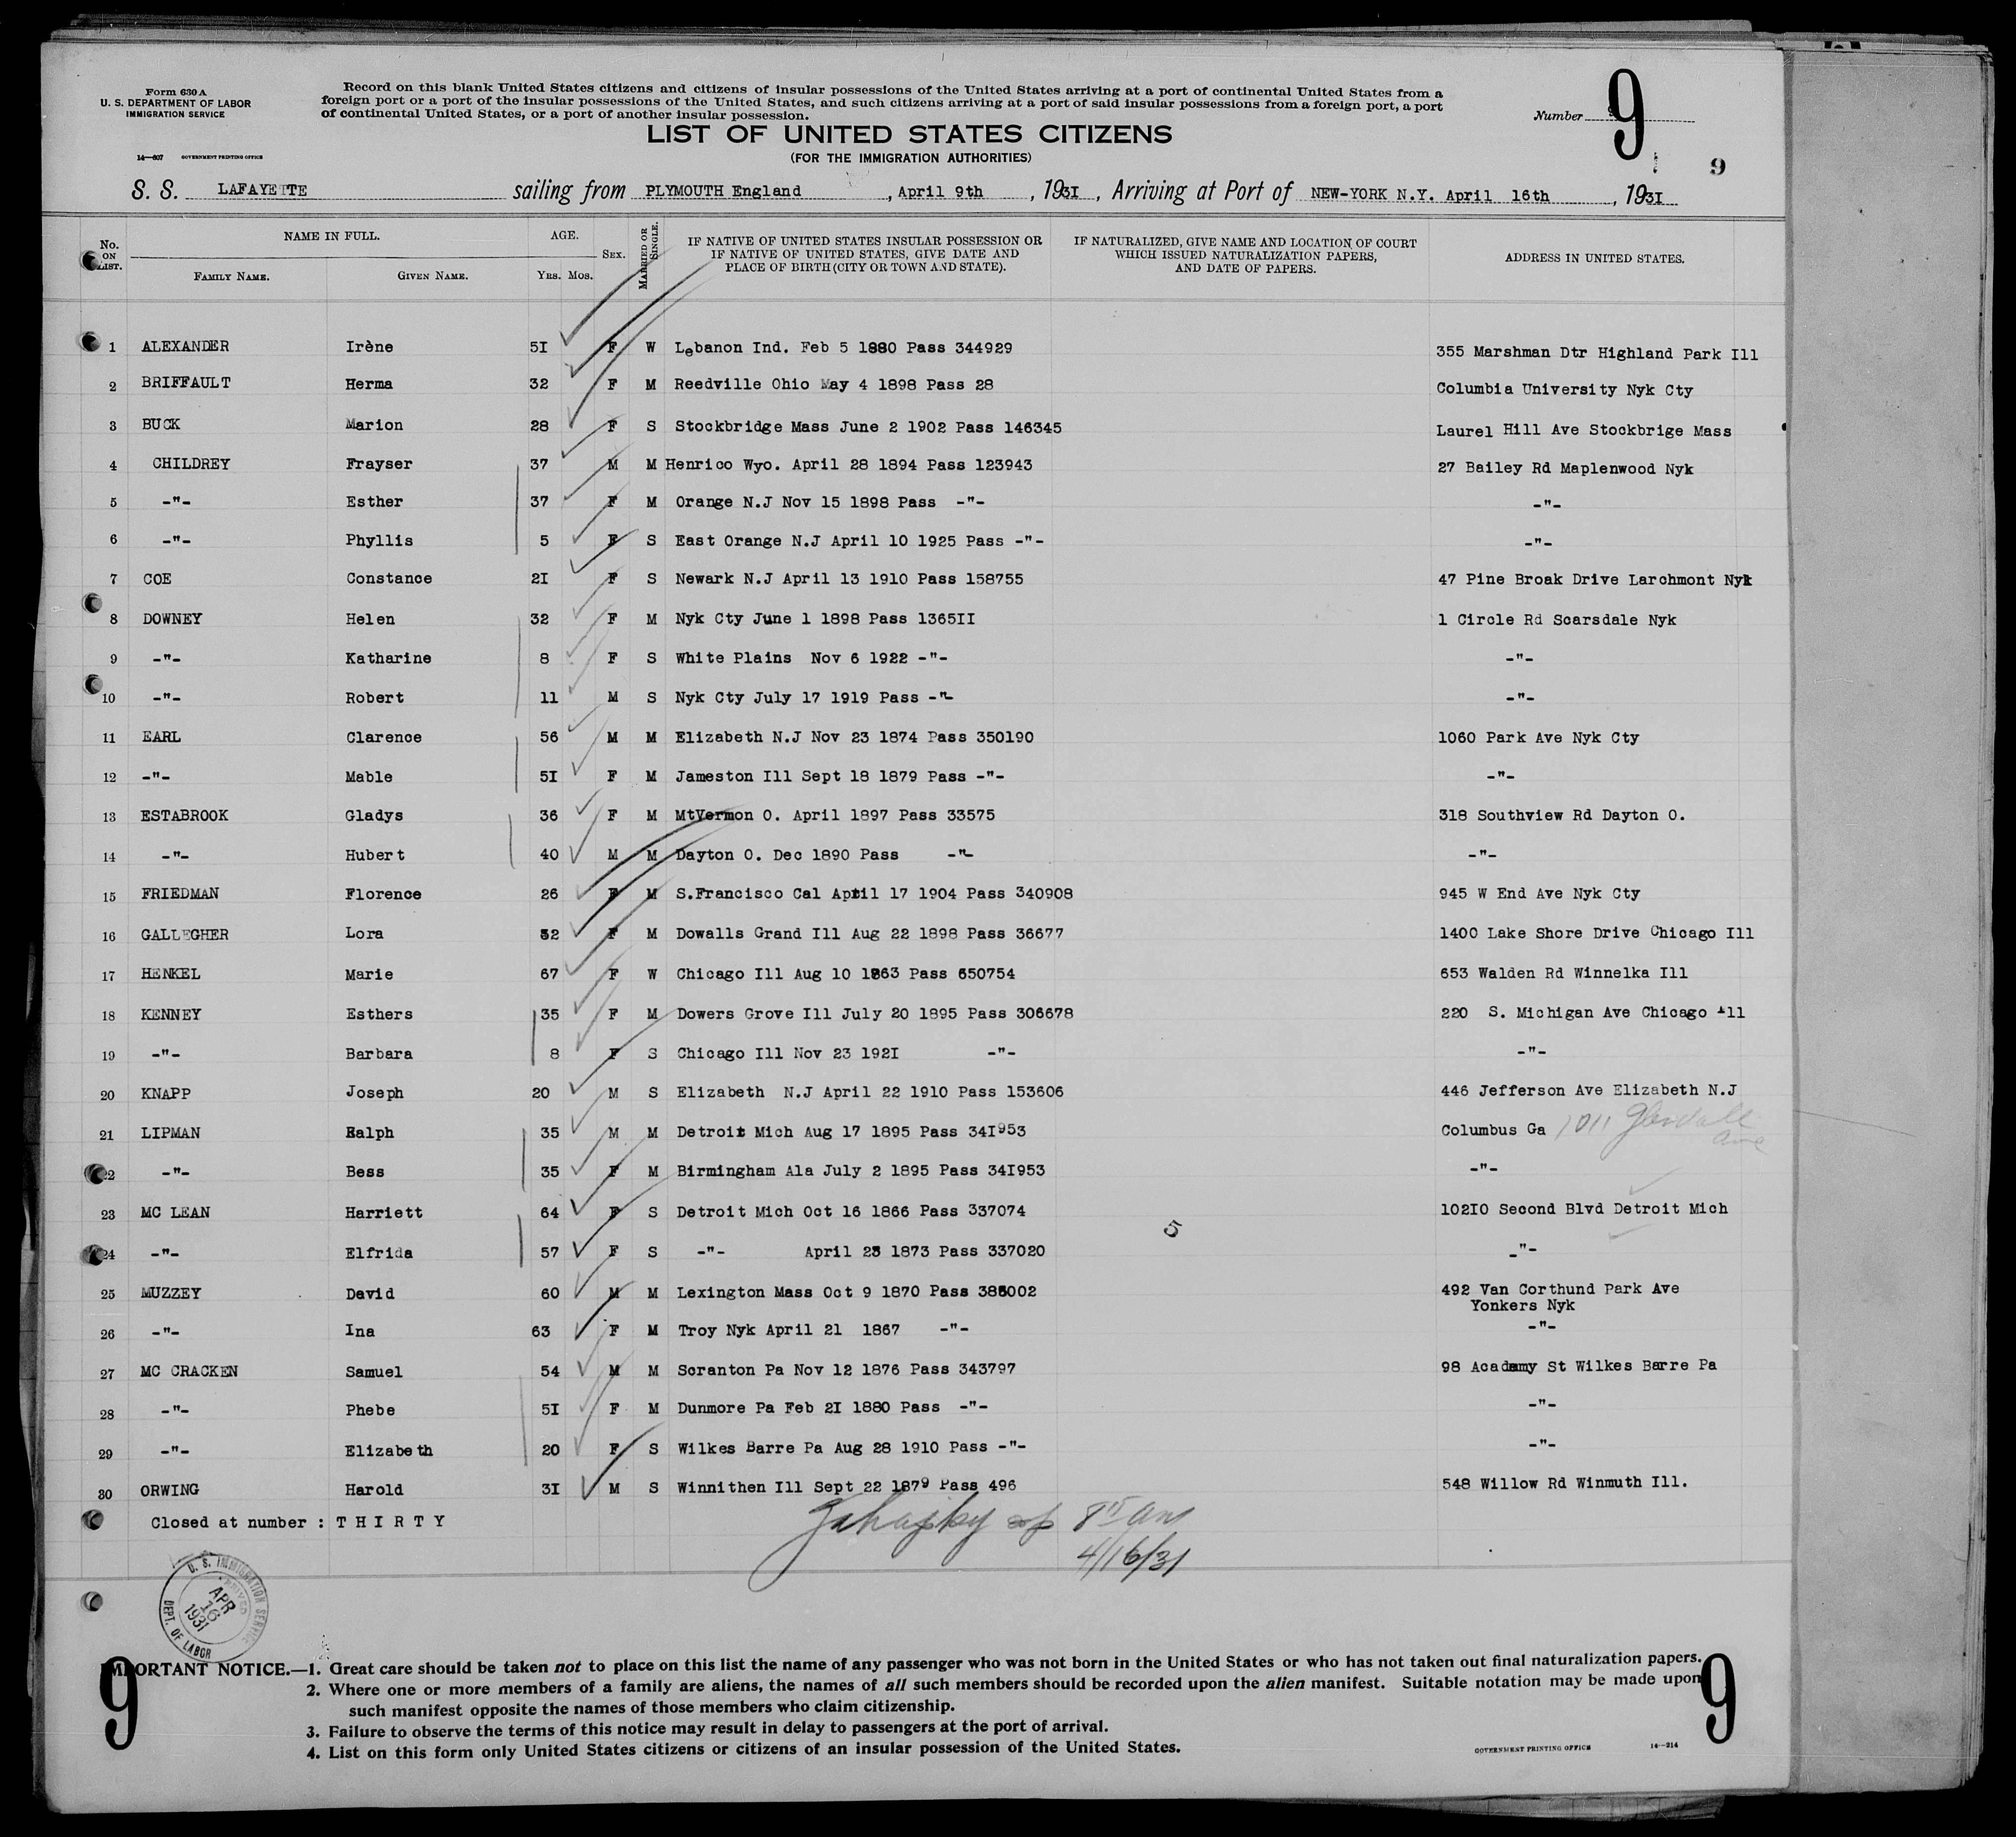 Form 630 A
U. S. DEPARTMENT OF LABOR
IMMIGRATION SERVICE
14—607 GOVERNMENT PRINTING OFFICE
Record on this blank United States citizens and citizens of insular possessions of the United States arriving at a port of continental United States from a
foreign port or a port of the insular possessions of the United States, and such citizens arriving at a port of said insular possessions from a foreign port, a port
of continental United States, or a port of another insular possession.
Number 9
9
LIST OF UNITED STATES CITIZENS
(FOR THE IMMIGRATION AUTHORITIES)
S. S. LAFAYETTE sailing from PLYMOUTH England, April 9th, 1931, Arriving at Port of NEW-YORK N.Y. April 16th, 1931
No. ON LIST. NAME IN FULL. FAMILY NAME. GIVEN NAME. AGE. YRS. MOS. SEX. MARRIED OR SINGLE. IF NATIVE OF UNITED STATES INSULAR POSSESSION OR IF NATIVE OF UNITED STATES, GIVE DATE AND PLACE OF BIRTH (CITY OR TOWN AND STATE). IF NATURALIZED, GIVE NAME AND LOCATION OF COURT WHICH ISSUED NATURALIZATION PAPERS, AND DATE OF PAPERS. ADDRESS IN UNITED STATES.
1 ALEXANDER Irène 5I F W Lebanon Ind. Feb 5 1880 Pass 344929 355 Marshman Dtr Highland Park Ill
2 BRIFFAULT Herma 32 F M Reedville Ohio May 4 1898 Pass 28 Columbia University Nyk Cty
3 BUCK Marion 28 F S Stockbridge Mass June 2 1902 Pass 146345 Laurel Hill Ave Stockbrige Mass
4 CHILDREY Frayser 37 M M Henrico Wyo. April 28 1894 Pass 123943 27 Bailey Rd Maplenwood Nyk
5 -"- Esther 37 F M Orange N.J Nov 15 1898 Pass -"- -"-
6 -"- Phyllis 5 F S East Orange N.J April 10 1925 Pass -"- -"-
7 COE Constance 2I F S Newark N.J April 13 1910 Pass 158755 47 Pine Broak Drive Larchmont Nyk
8 DOWNEY Helen 32 F M Nyk Cty June 1 1898 Pass 1365II 1 Circle Rd Scarsdale Nyk
9 -"- Katharine 8 F S White Plains Nov 6 1922 -"- -"-
10 -"- Robert 11 M S Nyk Cty July 17 1919 Pass -"- -"-
11 EARL Clarence 56 M M Elizabeth N.J Nov 23 1874 Pass 350190 1060 Park Ave Nyk Cty
12 -"- Mable 5I F M Jameston Ill Sept 18 1879 Pass -"- -"-
13 ESTABROOK Gladys 36 F M MtVermon O. April 1897 Pass 33575 318 Southview Rd Dayton O.
14 -"- Hubert 40 M M Dayton O. Dec 1890 Pass -"- -"-
15 FRIEDMAN Florence 26 F M S.Francisco Cal April 17 1904 Pass 340908 945 W End Ave Nyk Cty
16 GALLEGHER Lora 32 F M Dowalls Grand Ill Aug 22 1898 Pass 36677 1400 Lake Shore Drive Chicago Ill
17 HENKEL Marie 67 F W Chicago Ill Aug 10 1863 Pass 650754 653 Walden Rd Winnelka Ill
18 KENNEY Esthers 35 F M Dowers Grove Ill July 20 1895 Pass 306678 220 S. Michigan Ave Chicago Ill
19 -"- Barbara 8 F S Chicago Ill Nov 23 192I -"- -"-
20 KNAPP Joseph 20 M S Elizabeth N.J April 22 1910 Pass 153606 446 Jefferson Ave Elizabeth N.J
21 LIPMAN Ralph 35 M M Detroit Mich Aug 17 1895 Pass 34I953 Columbus Ga 1011 Ave
22 -"- Bess 35 F M Birmingham Ala July 2 1895 Pass 34I953 -"-
23 MC LEAN Harriett 64 F S Detroit Mich Oct 16 1866 Pass 337074 102I0 Second Blvd Detroit Mich
5
24 -"- Elfrida 57 F S -"- April 23 1873 Pass 337020 -"-
25 MUZZEY David 60 M M Lexington Mass Oct 9 1870 Pass 386002 492 Van Corthund Park Ave
Yonkers Nyk
26 -"- Ina 63 F M Troy Nyk April 21 1867 -"- -"-
27 MC CRACKEN Samuel 54 M M Scranton Pa Nov 12 1876 Pass 343797 98 Acadamy St Wilkes Barre Pa
28 -"- Phebe 5I F M Dunmore Pa Feb 2I 1880 Pass -"- -"-
29 -"- Elizabeth 20 F S Wilkes Barre Pa Aug 28 1910 Pass -"- -"-
30 ORWING Harold 3I M S Winnithen Ill Sept 22 1879 Pass 496 548 Willow Rd Winmuth Ill.
Closed at number : T H I R T Y
4/16/31
U. S. IMMIGRATION SERVICE
ARRIVED
APR
16
1931
DEPT. OF LABOR
9
IMPORTANT NOTICE.—1. Great care should be taken not to place on this list the name of any passenger who was not born in the United States or who has not taken out final naturalization papers.
2. Where one or more members of a family are aliens, the names of all such members should be recorded upon the alien manifest. Suitable notation may be made upon
such manifest opposite the names of those members who claim citizenship.
3. Failure to observe the terms of this notice may result in delay to passengers at the port of arrival.
4. List on this form only United States citizens or citizens of an insular possession of the United States.
9
GOVERNMENT PRINTING OFFICE 14—214